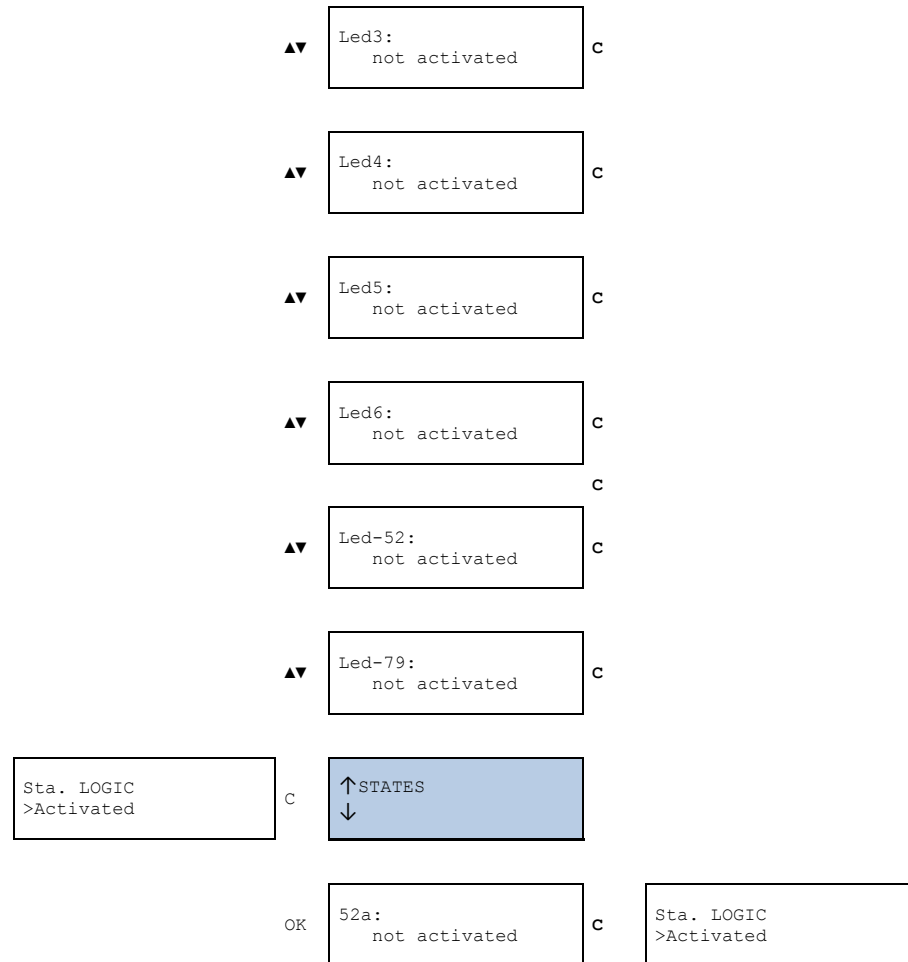 ▲▼ Led3: C
not activated
▲▼ Led4: C
not activated
▲▼ Led5: C
not activated
▲▼ Led6: C
not activated
C
▲▼ Led-52: C
not activated
▲▼ Led-79: C
not activated
Sta. LOGIC
>Activated
C
↑STATES
↓
OK
52a:
not activated
C
Sta. LOGIC
>Activated